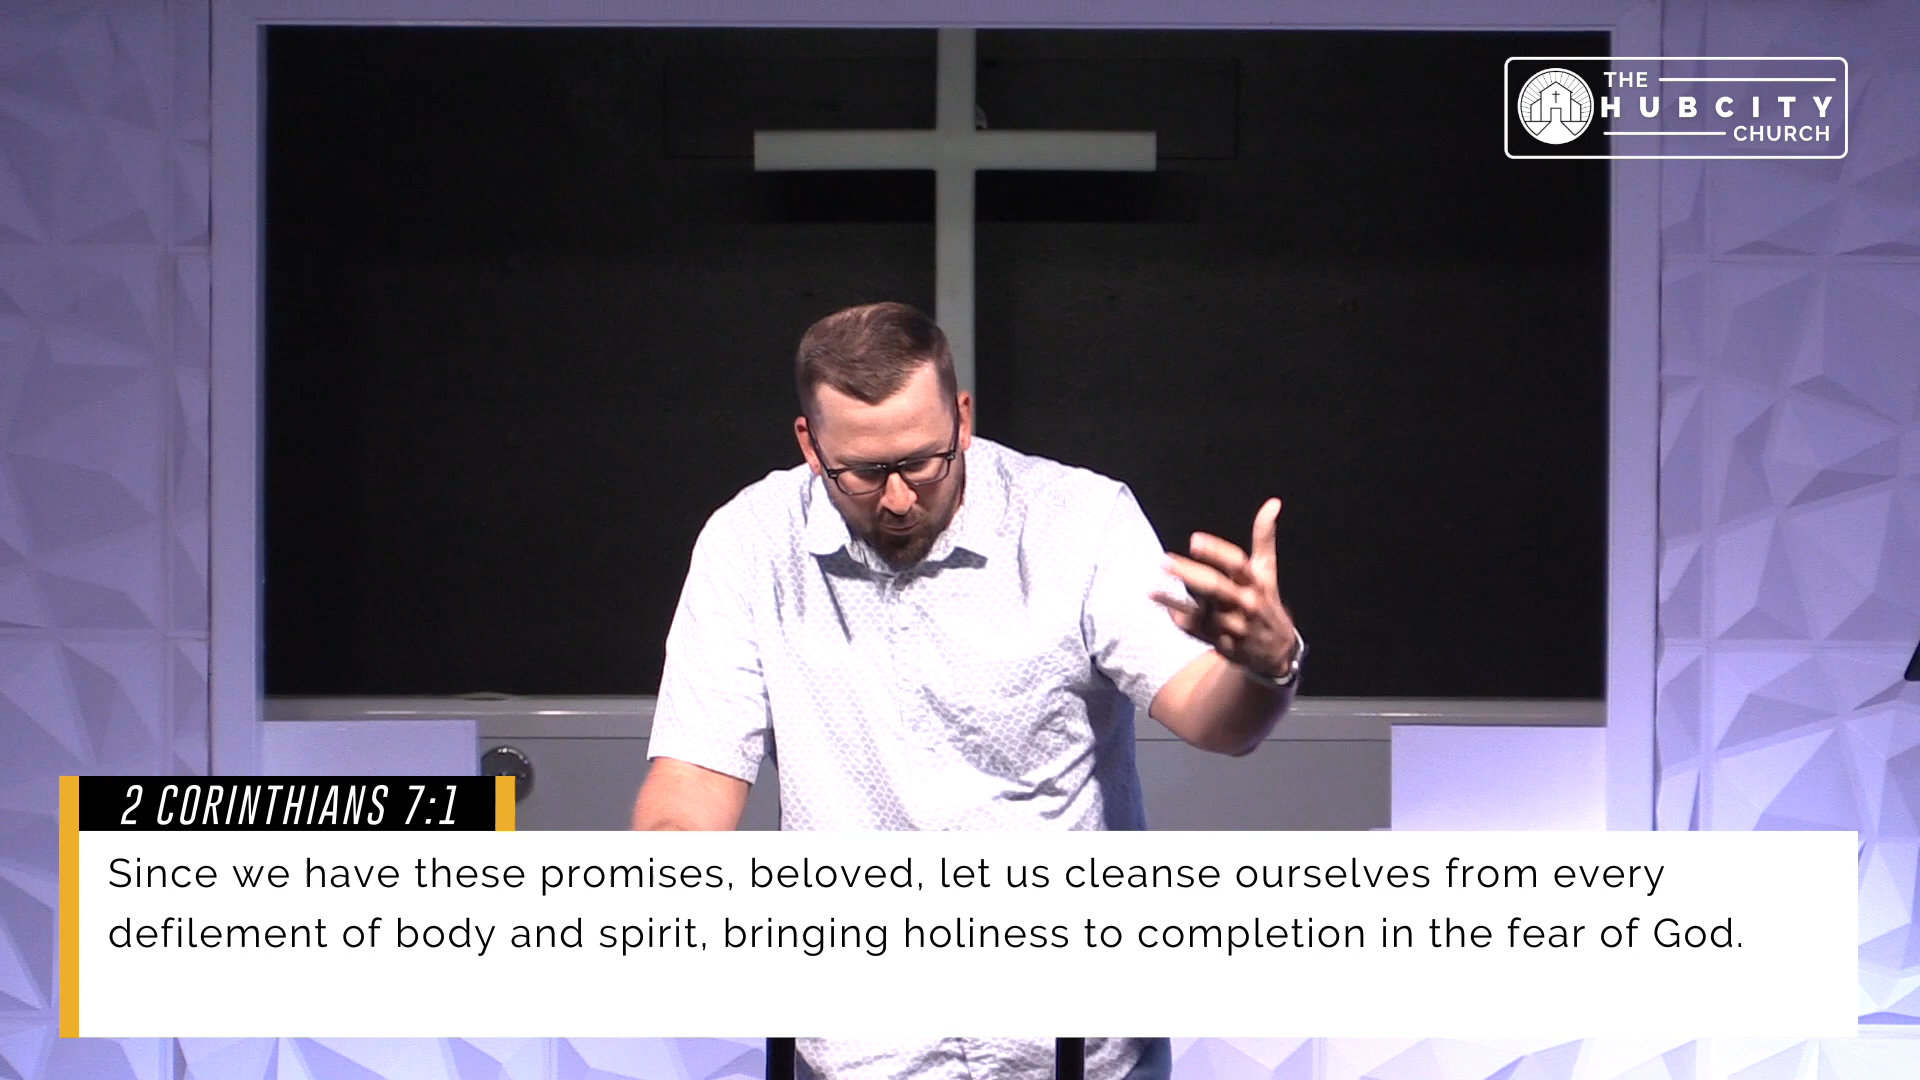 THE
HUBCITY
CHURCH
2 CORINTHIANS 7:1
Since we have these promises, beloved, let us cleanse ourselves from every
defilement of body and spirit, bringing holiness to completion in the fear of God.